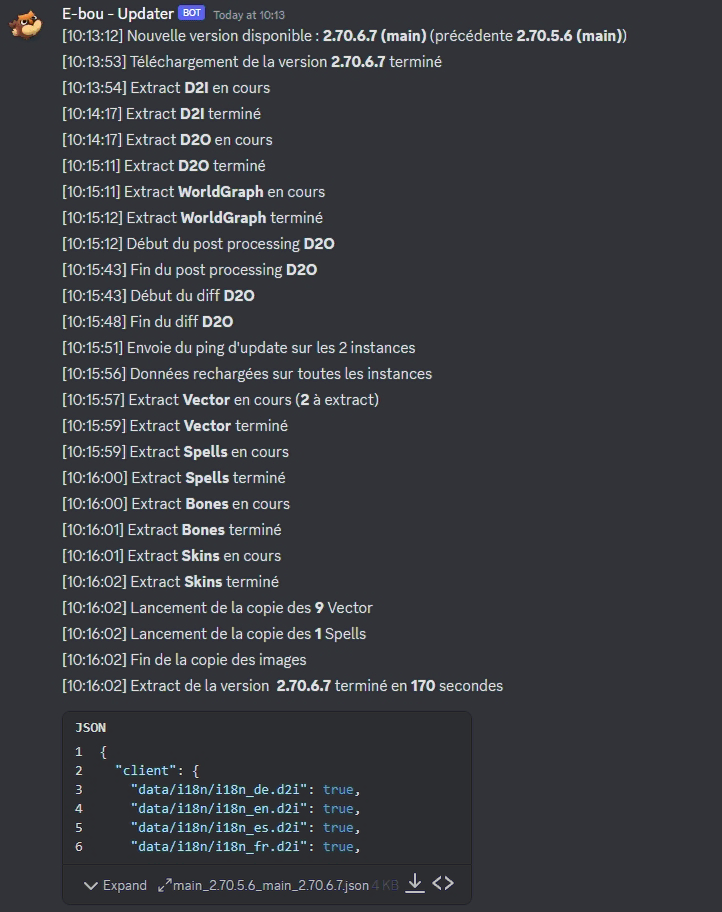 E-bou - Updater BOT Today at 10:13
[10:13:12] Nouvelle version disponible : 2.70.6.7 (main) (précédente 2.70.5.6 (main))
[10:13:53] Téléchargement de la version 2.70.6.7 terminé
[10:13:54] Extract D2I en cours
[10:14:17] Extract D2I terminé
[10:14:17] Extract D2O en cours
[10:15:11] Extract D2O terminé
[10:15:11] Extract WorldGraph en cours
[10:15:12] Extract WorldGraph terminé
[10:15:12] Début du post processing D2O
[10:15:43] Fin du post processing D2O
[10:15:43] Début du diff D2O
[10:15:48] Fin du diff D2O
[10:15:51] Envoie du ping d'update sur les 2 instances
[10:15:56] Données rechargées sur toutes les instances
[10:15:57] Extract Vector en cours (2 à extract)
[10:15:59] Extract Vector terminé
[10:15:59] Extract Spells en cours
[10:16:00] Extract Spells terminé
[10:16:00] Extract Bones en cours
[10:16:01] Extract Bones terminé
[10:16:01] Extract Skins en cours
[10:16:02] Extract Skins terminé
[10:16:02] Lancement de la copie des 9 Vector
[10:16:02] Lancement de la copie des 1 Spells
[10:16:02] Fin de la copie des images
[10:16:02] Extract de la version 2.70.6.7 terminé en 170 secondes
JSON
1 {
2 "client": {
3 "data/i18n/i18n_de.d2i": true,
4 "data/i18n/i18n_en.d2i": true,
5 "data/i18n/i18n_es.d2i": true,
6 "data/i18n/i18n_fr.d2i": true,
Expand main_2.70.5.6_main_2.70.6.7.json 4 KB